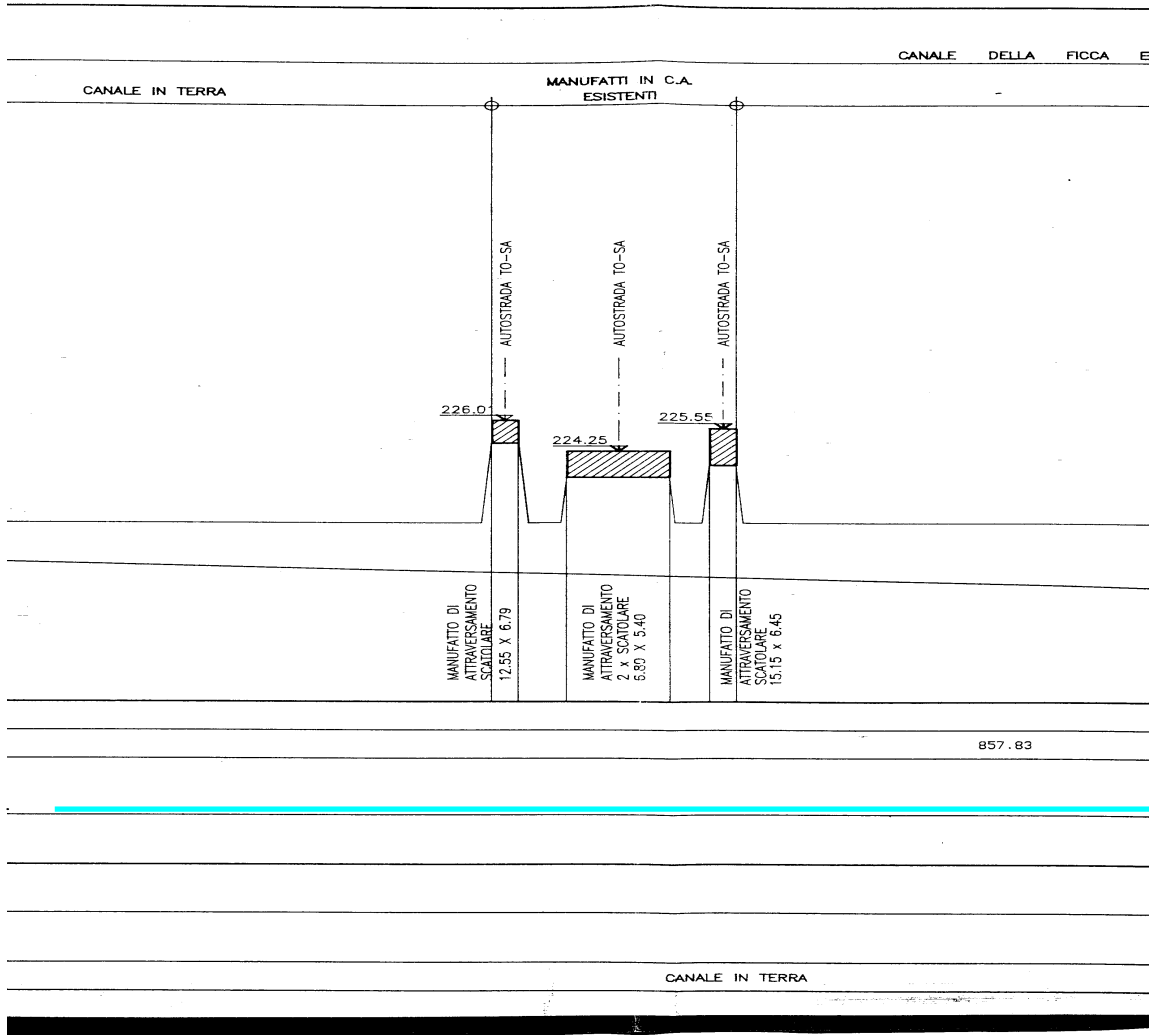 CANALE DELLA FICCA E
CANALE IN TERRA
MANUFATTI IN C.A.
ESISTENTI
AUTOSTRADA TO-SA
AUTOSTRADA TO-SA
AUTOSTRADA TO-SA
226.01
224.25
225.55
MANUFATTO DI
ATTRAVERSAMENTO
SCATOLARE
12.55 X 6.79
MANUFATTO DI
ATTRAVERSAMENTO
2 x SCATOLARE
X 5.40
MANUFATTO DI
ATTRAVERSAMENTO
SCATOLARE
15.15 x 6.45
857.83
CANALE IN TERRA